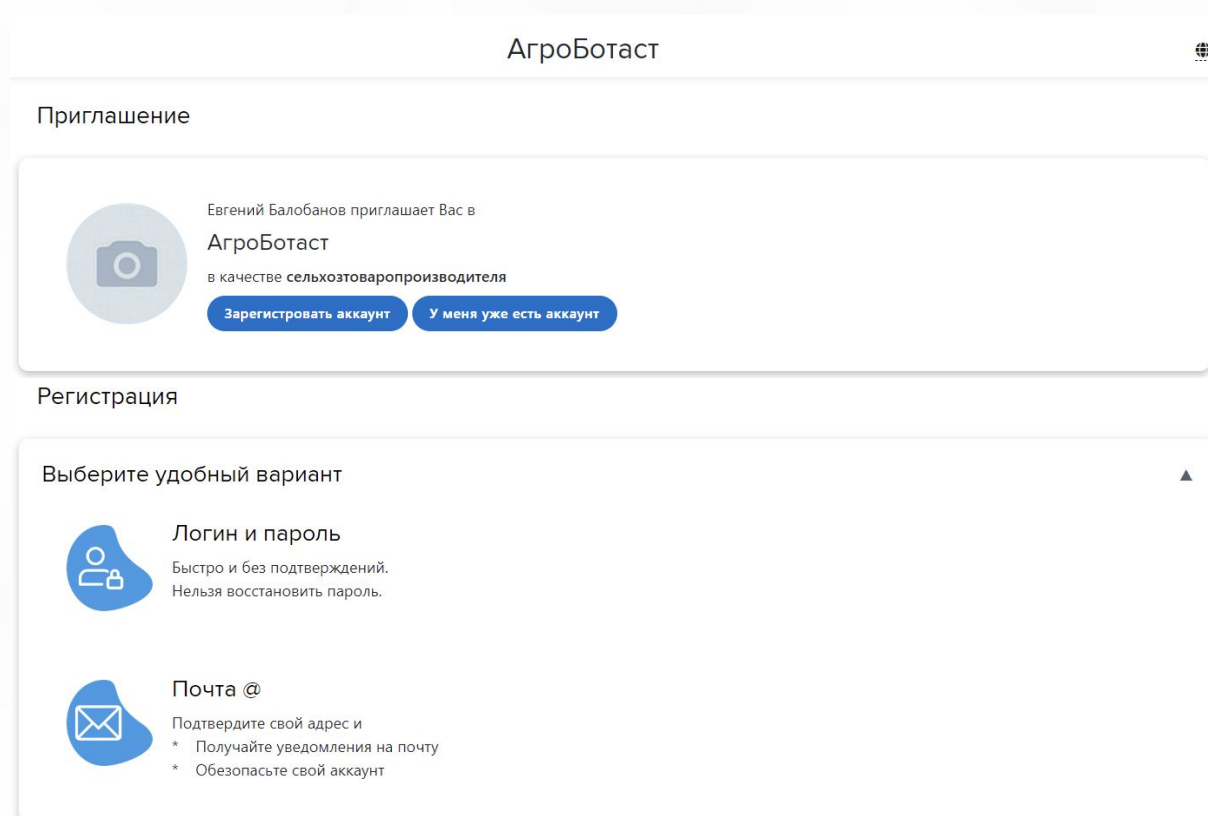 АгроБотаст
Приглашение
Евгений Балобанов приглашает Вас в
АгроБотаст
в качестве сельхозтоваропроизводителя
Зарегистровать аккаунт
У меня уже есть аккаунт
Регистрация
Выберите удобный вариант
Логин и пароль
Быстро и без подтверждений.
Нельзя восстановить пароль.
Почта @
Подтвердите свой адрес и
* Получайте уведомления на почту
* Обезопасьте свой аккаунт